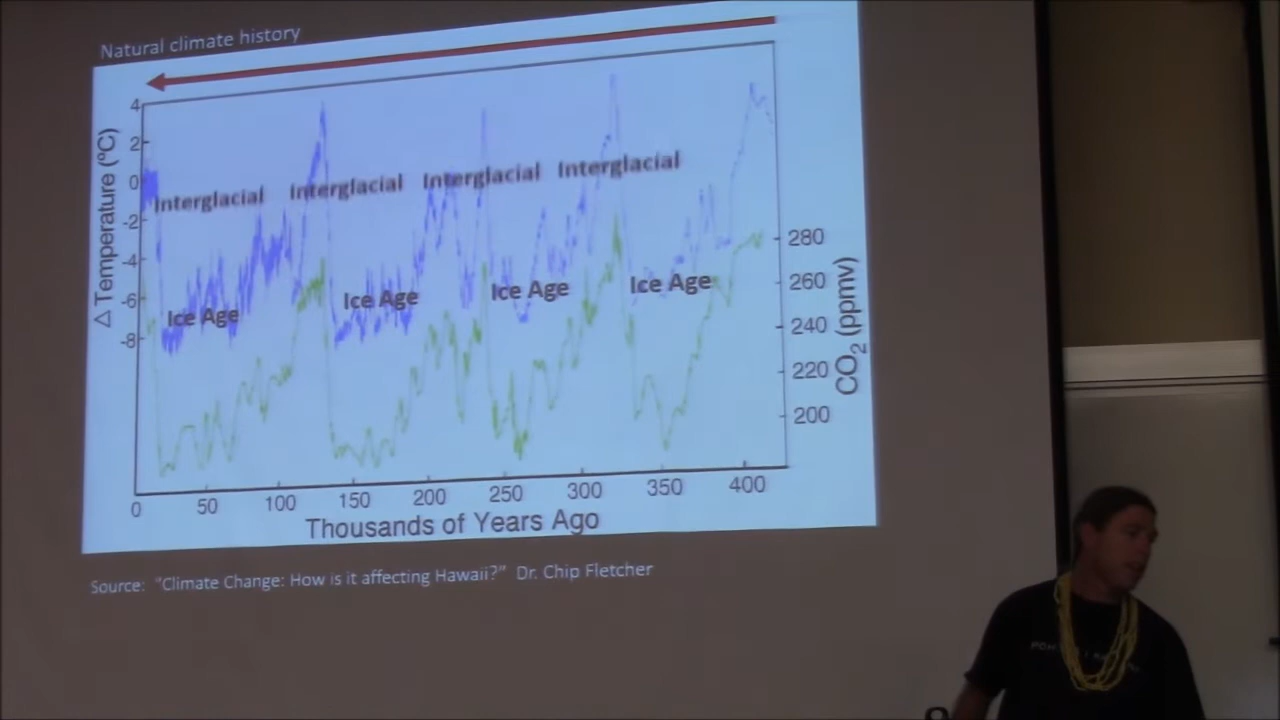 Natural climate history
4
2
0
-2
-4
-6
-8
Δ Temperature (ºC)
Interglacial Interglacial Interglacial Interglacial
Ice Age Ice Age Ice Age Ice Age
280
260
240
220
200
CO2 (ppmv)
0 50 100 150 200 250 300 350 400
Thousands of Years Ago
Source: "Climate Change: How is it affecting Hawaii?" Dr. Chip Fletcher